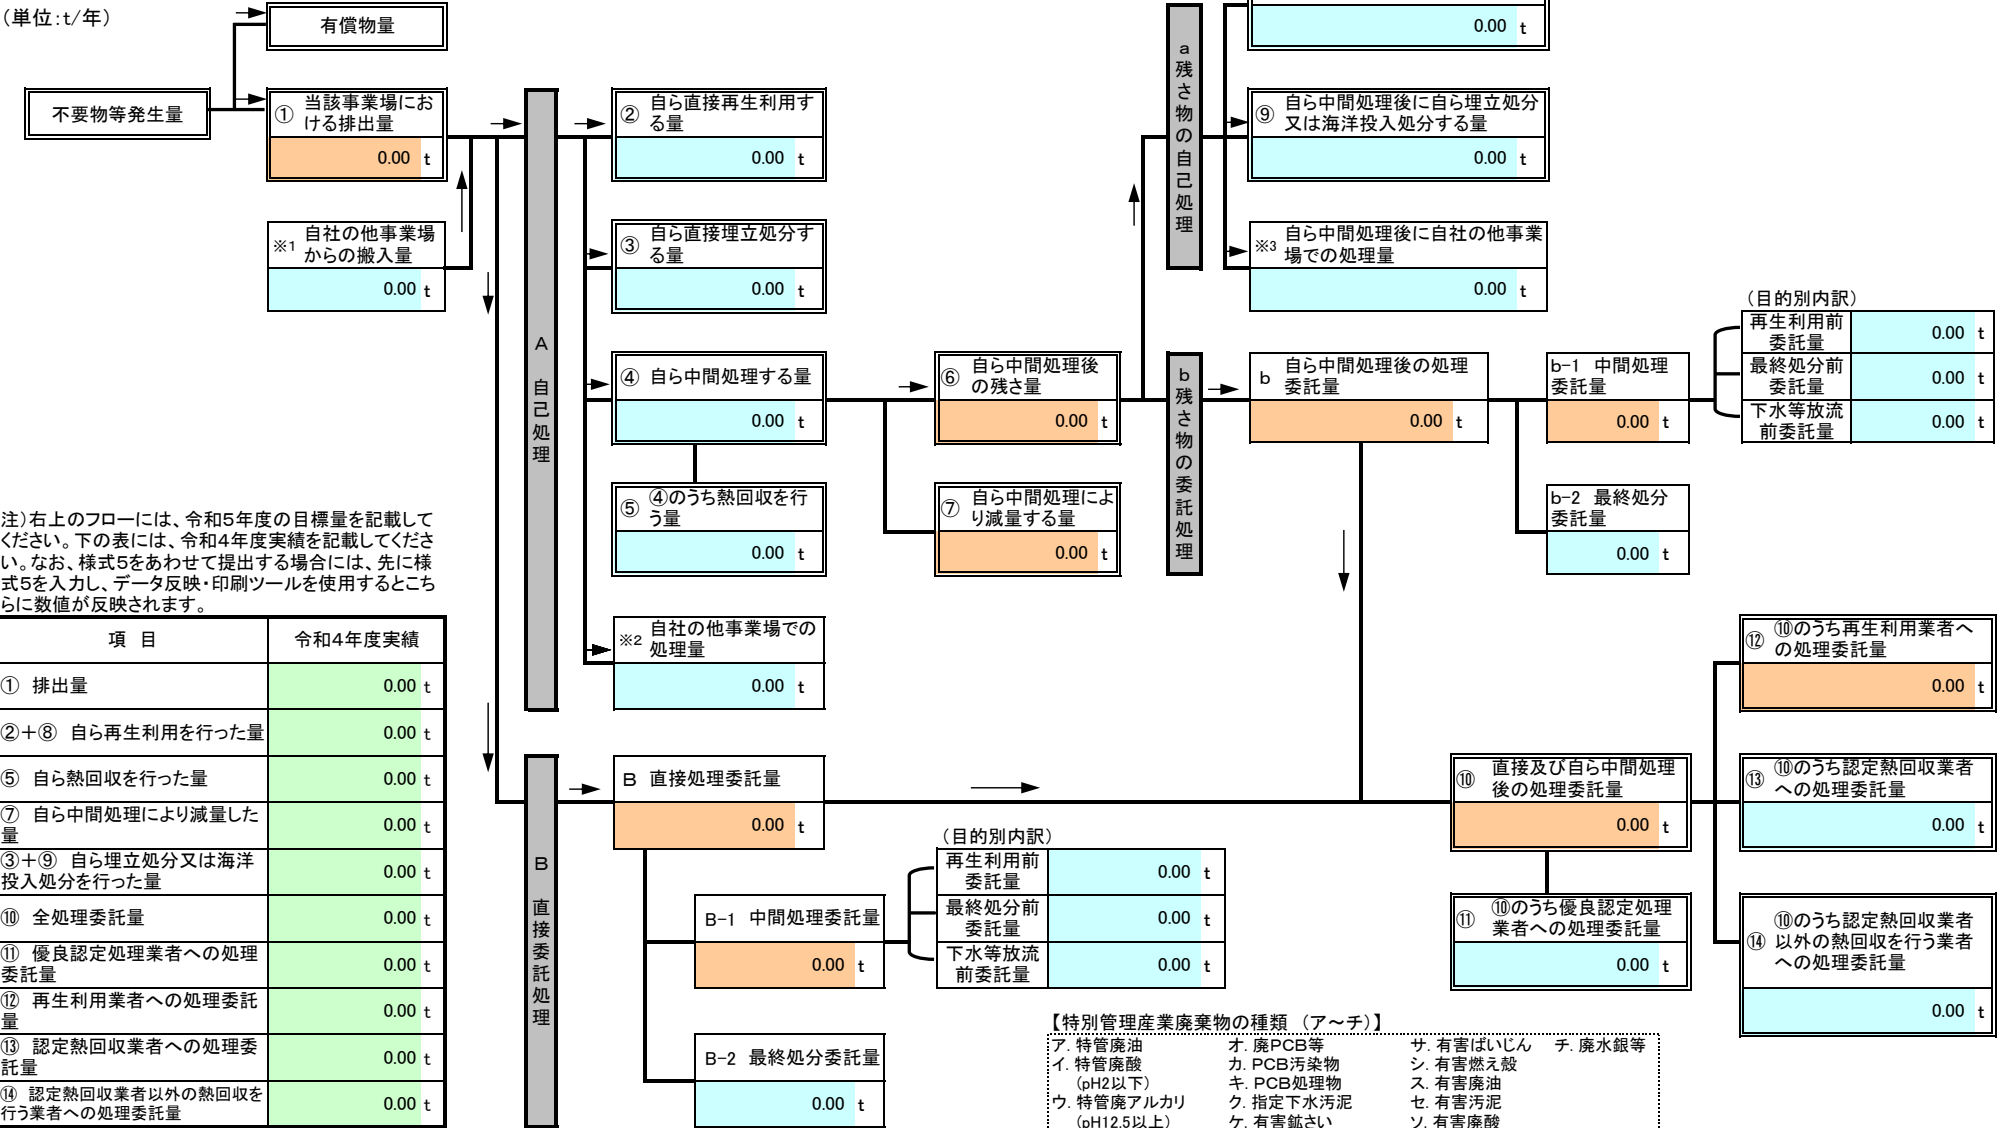 （単位：t/年）
有償物量
0.00 t
不要物等発生量
① 当該事業場にお
ける排出量
0.00 t
※1 自社の他事業場
からの搬入量
0.00 t
A 自己処理
② 自ら直接再生利用す
る量
0.00 t
③ 自ら直接埋立処分す
る量
0.00 t
④ 自ら中間処理する量
0.00 t
⑤ ④のうち熱回収を行
う量
0.00 t
※2 自社の他事業場での
処理量
0.00 t
⑥ 自ら中間処理後
の残さ量
0.00 t
⑦ 自ら中間処理によ
り減量する量
0.00 t
a残さ物の自己処理
⑨ 自ら中間処理後に自ら埋立処分
又は海洋投入処分する量
0.00 t
※3 自ら中間処理後に自社の他事業
場での処理量
0.00 t
b残さ物の委託処理
b 自ら中間処理後の処理
委託量
0.00 t
b-1 中間処理
委託量
0.00 t
（目的別内訳）
再生利用前
委託量
0.00 t
最終処分前
委託量
0.00 t
下水等放流
前委託量
0.00 t
b-2 最終処分
委託量
0.00 t
注）右上のフローには、令和５年度の目標量を記載して
ください。下の表には、令和４年度実績を記載してくださ
い。なお、様式５をあわせて提出する場合には、先に様
式５を入力し、データ反映・印刷ツールを使用するとこち
らに数値が反映されます。
項 目 令和４年度実績
① 排出量 0.00 t
②＋⑧ 自ら再生利用を行った量 0.00 t
⑤ 自ら熱回収を行った量 0.00 t
⑦ 自ら中間処理により減量した
量 0.00 t
③＋⑨ 自ら埋立処分又は海洋
投入処分を行った量 0.00 t
⑩ 全処理委託量 0.00 t
⑪ 優良認定処理業者への処理
委託量 0.00 t
⑫ 再生利用業者への処理委託
量 0.00 t
⑬ 認定熱回収業者への処理委
託量 0.00 t
⑭ 認定熱回収業者以外の熱回収を
行う業者への処理委託量 0.00 t
B 直接委託処理
B 直接処理委託量
0.00 t
B-1 中間処理委託量
0.00 t
（目的別内訳）
再生利用前
委託量
0.00 t
最終処分前
委託量
0.00 t
下水等放流
前委託量
0.00 t
B-2 最終処分委託量
0.00 t
⑩ 直接及び自ら中間処理
後の処理委託量
0.00 t
⑪ ⑩のうち優良認定処理
業者への処理委託量
0.00 t
⑫ ⑩のうち再生利用業者へ
の処理委託量
0.00 t
⑬ ⑩のうち認定熱回収業者
への処理委託量
0.00 t
⑭ ⑩のうち認定熱回収業者
以外の熱回収を行う業者
への処理委託量
0.00 t
【特別管理産業廃棄物の種類 （ア～チ）】
ア. 特管廃油 オ. 廃PCB等 サ. 有害ばいじん チ. 廃水銀等
イ. 特管廃酸 カ. PCB汚染物 シ. 有害燃え殻
（pH2以下） キ. PCB処理物 ス. 有害廃油
ウ. 特管廃アルカリ ク. 指定下水汚泥 セ. 有害汚泥
（pH12.5以上） ケ. 有害鉱さい ソ. 有害廃酸